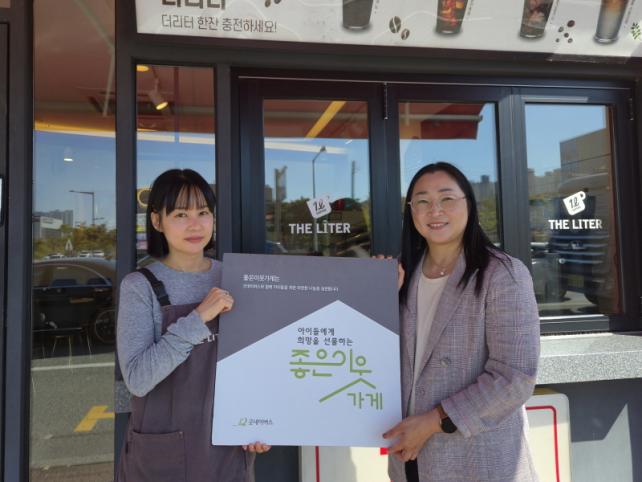 더리터
더리터 한잔 충전하세요!
THE LITER
THE LITER
좋은이웃가게는
아이들에게
희망을 선물하는
좋은이웃
가게
굿네이버스